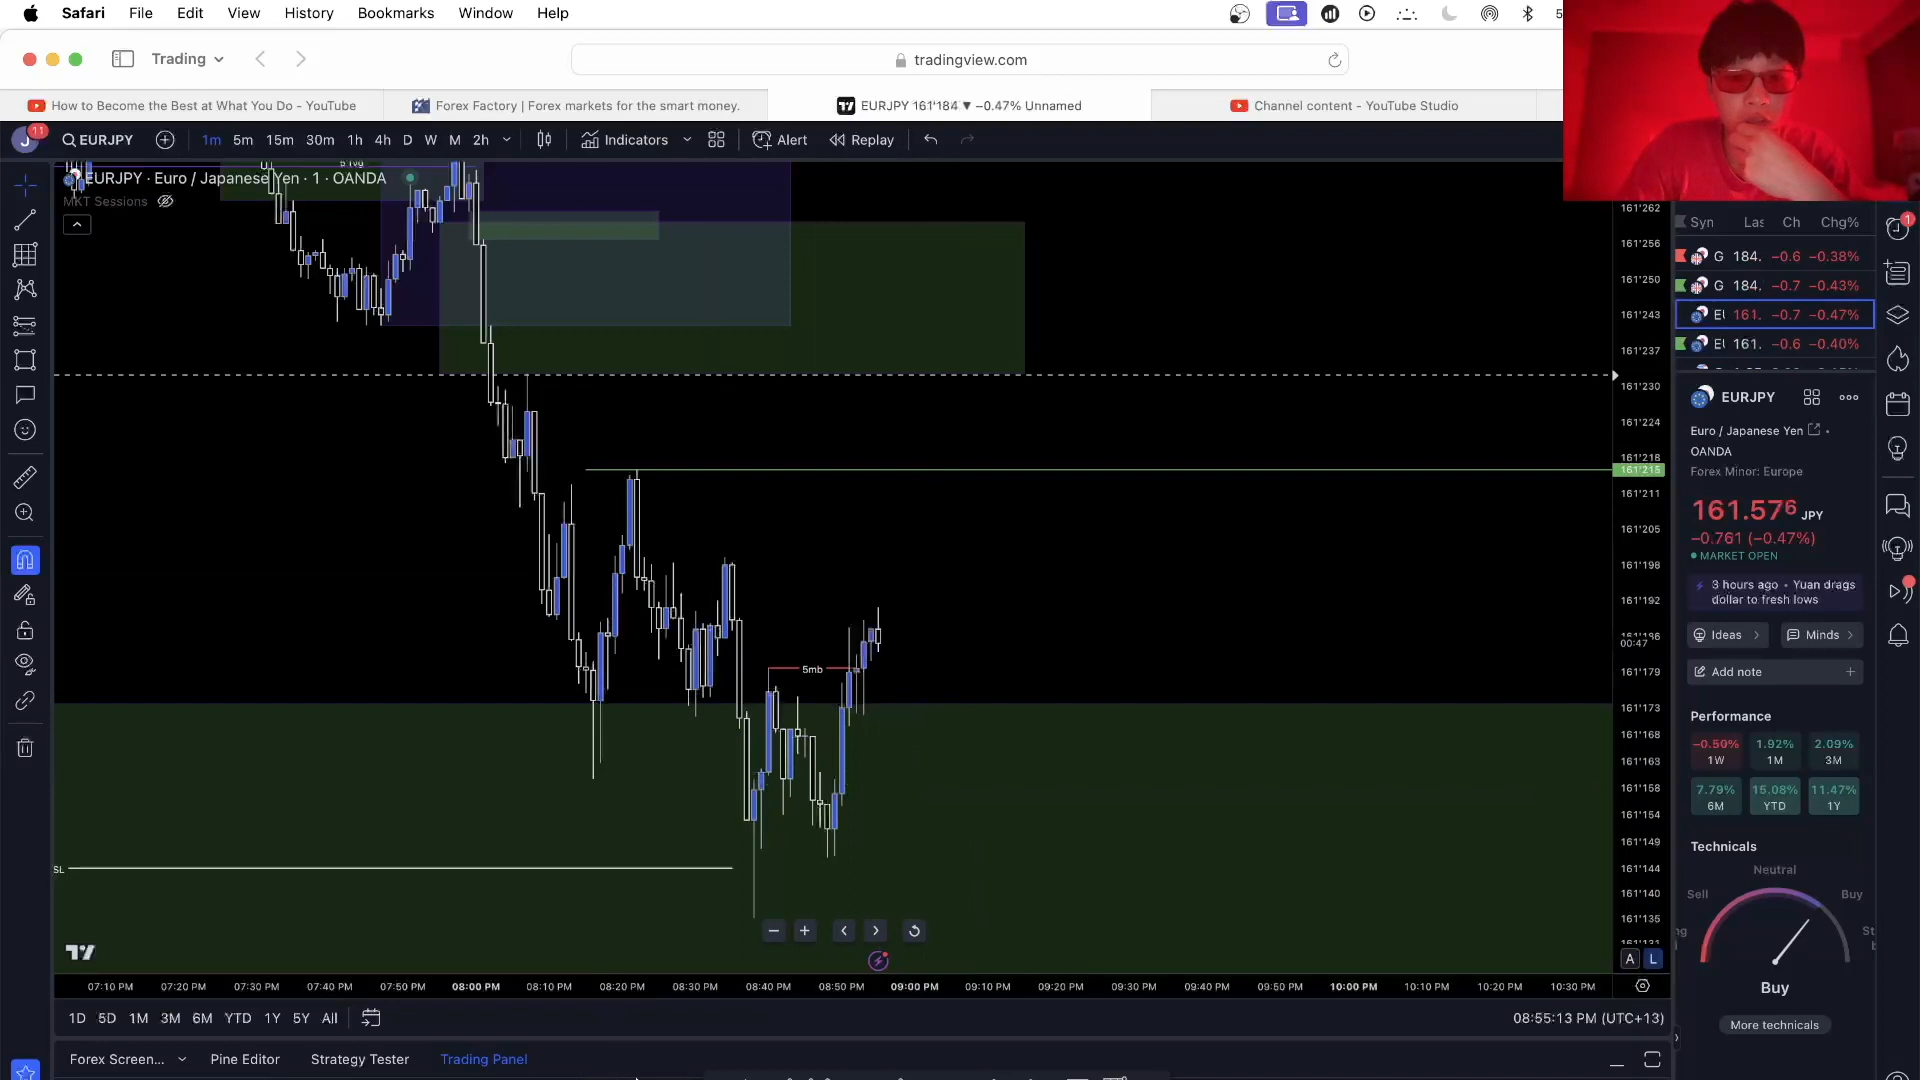 Safari File Edit View History Bookmarks Window Help
Trading
tradingview.com
How to Become the Best at What You Do - YouTube
Forex Factory | Forex markets for the smart money.
EURJPY 161'184 ▼ −0.47% Unnamed
Channel content - YouTube Studio
J 11 EURJPY 1m 5m 15m 30m 1h 4h D W M 2h Indicators Alert Replay
EURJPY · Euro / Japanese Yen · 1 · OANDA
MKT Sessions
5mb
SL
161'262
161'256
161'250
161'243
161'237
161'230
161'224
161'218
161'215
161'211
161'205
161'198
161'192
00:47
161'179
161'173
161'168
161'163
161'158
161'154
161'149
161'144
161'140
161'135
161'131
A L
07:10 PM 07:20 PM 07:30 PM 07:40 PM 07:50 PM 08:00 PM 08:10 PM 08:20 PM 08:30 PM 08:40 PM 08:50 PM 09:00 PM 09:10 PM 09:20 PM 09:30 PM 09:40 PM 09:50 PM 10:00 PM 10:10 PM 10:20 PM 10:30 PM
1D 5D 1M 3M 6M YTD 1Y 5Y All
08:55:13 PM (UTC+13)
Forex Screen... Pine Editor Strategy Tester Trading Panel
Syn Las Ch Chg%
G 184. −0.6 −0.38%
G 184. −0.7 −0.43%
EU 161. −0.7 −0.47%
EU 161. −0.6 −0.40%
EURJPY
Euro / Japanese Yen
OANDA
Forex Minor: Europe
161.576 JPY
−0.761 (−0.47%)
MARKET OPEN
3 hours ago • Yuan drags
dollar to fresh lows
Ideas Minds
Add note
Performance
−0.50% 1.92% 2.09%
1W 1M 3M
7.79% 15.08% 11.47%
6M YTD 1Y
Technicals
Neutral
Sell Buy
Buy
More technicals